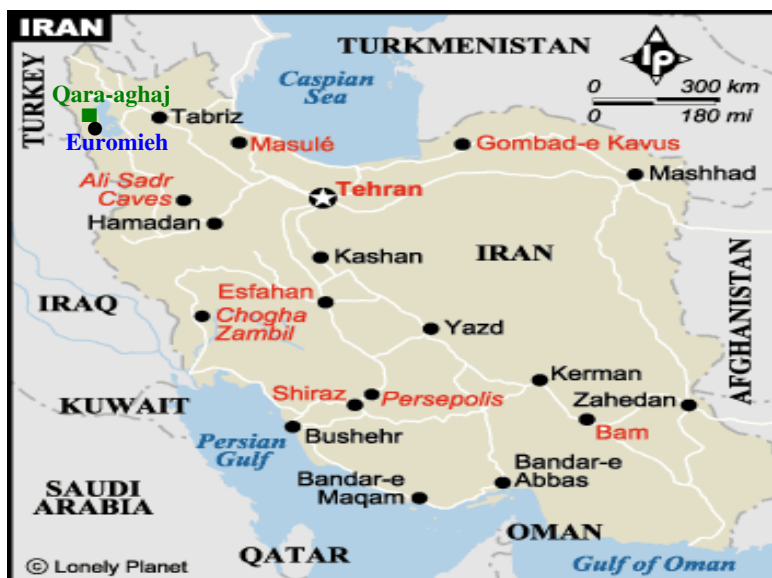 IRAN
TURKMENISTAN
lp
Caspian
Sea
0 300 km
0 180 mi
TURKEY
Qara-aghaj
Tabriz
Euromieh
Masulé
Gombad-e Kavus
Mashhad
Ali Sadr
Caves
Tehran
Hamadan
Kashan
IRAN
AFGHANISTAN
IRAQ
Esfahan
Chogha
Zambil
Yazd
Kerman
KUWAIT
Shiraz
Persepolis
Zahedan
Bam
Persian
Gulf
Bushehr
SAUDI
ARABIA
Bandar-e
Maqam
Bandar-e
Abbas
OMAN
QATAR
Gulf of Oman
© Lonely Planet